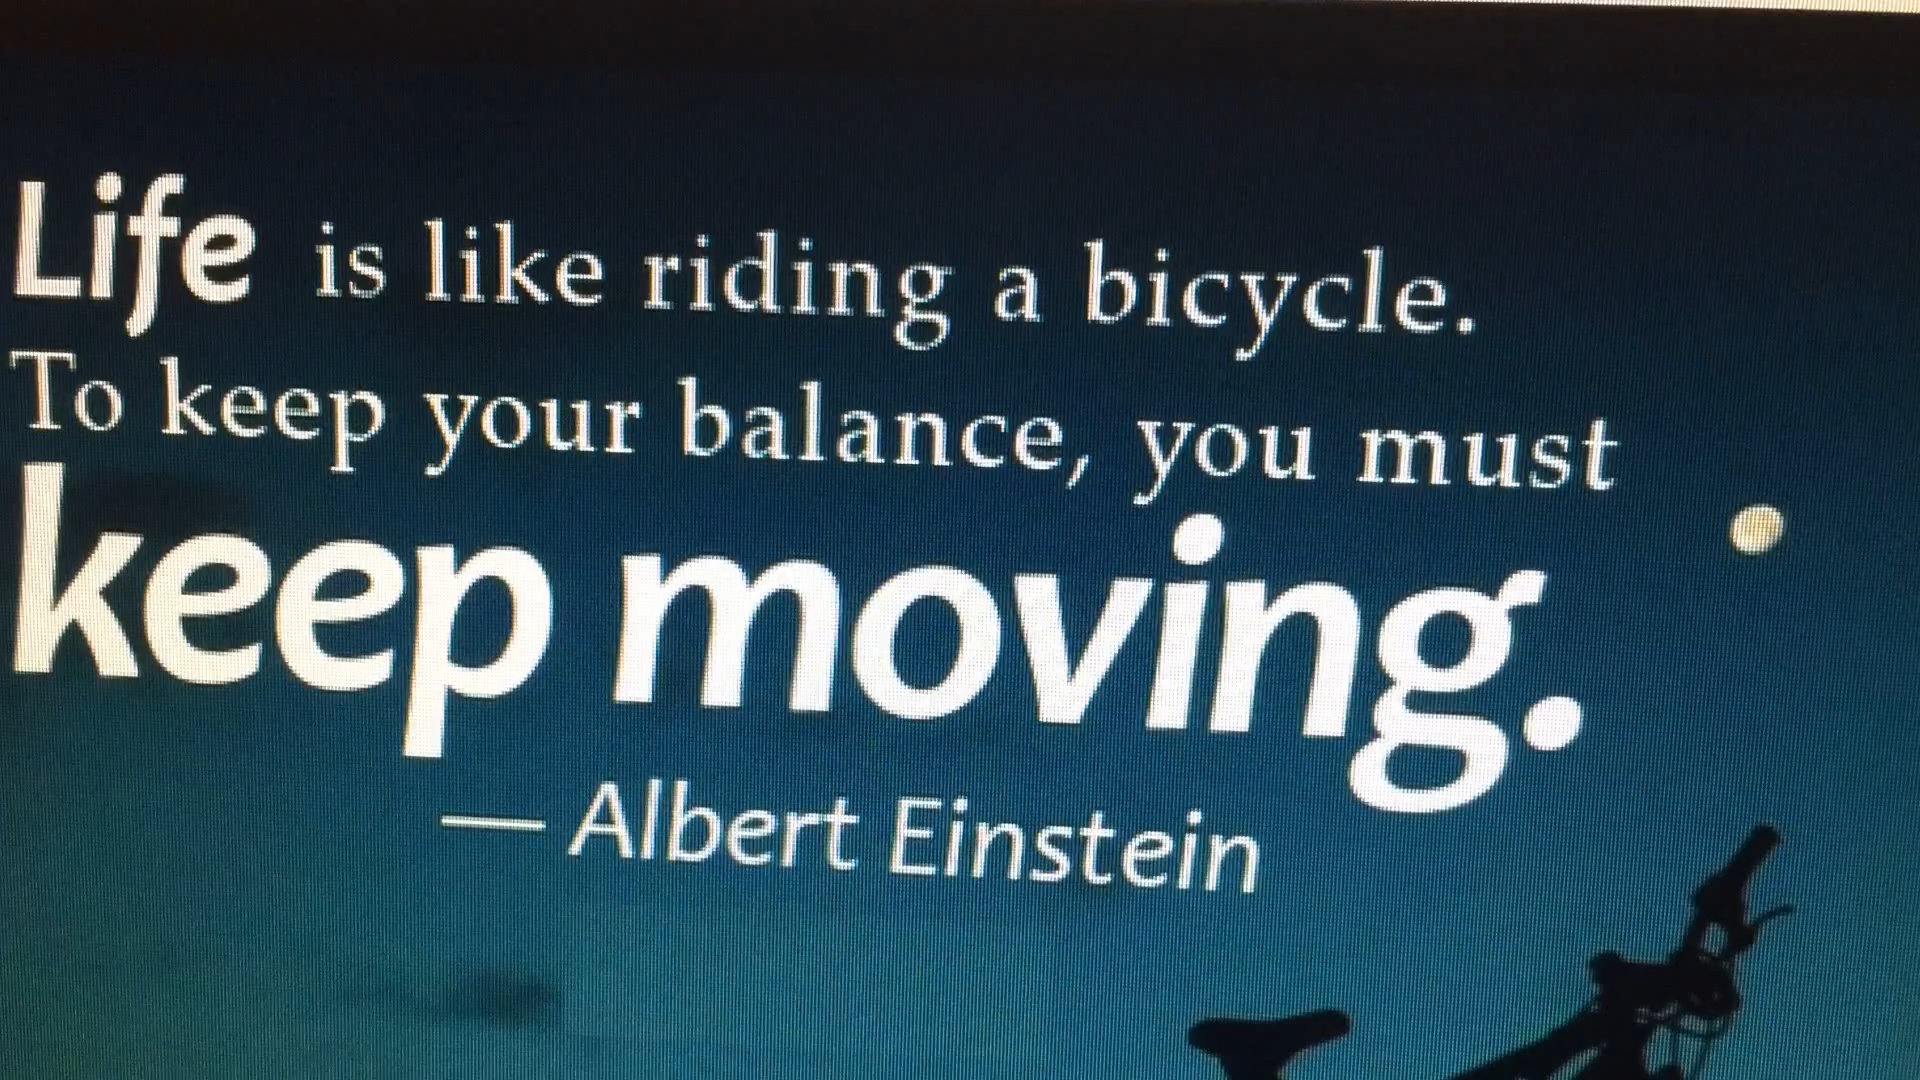 Life is like riding a bicycle.
To keep your balance, you must
keep moving.
— Albert Einstein